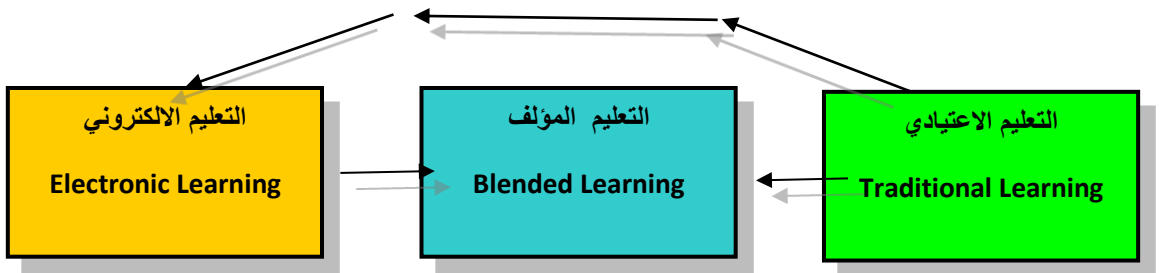 التعليم الالكتروني
Electronic Learning
التعليم المؤلف
Blended Learning
التعليم الاعتيادي
Traditional Learning